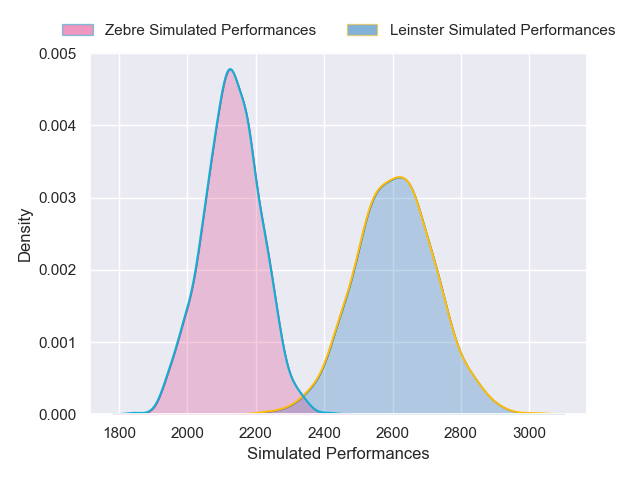 Zebre Simulated Performances Leinster Simulated Performances
0.005
0.004
0.003
0.002
0.001
0.000
Density
1800 2000 2200 2400 2600 2800 3000
Simulated Performances